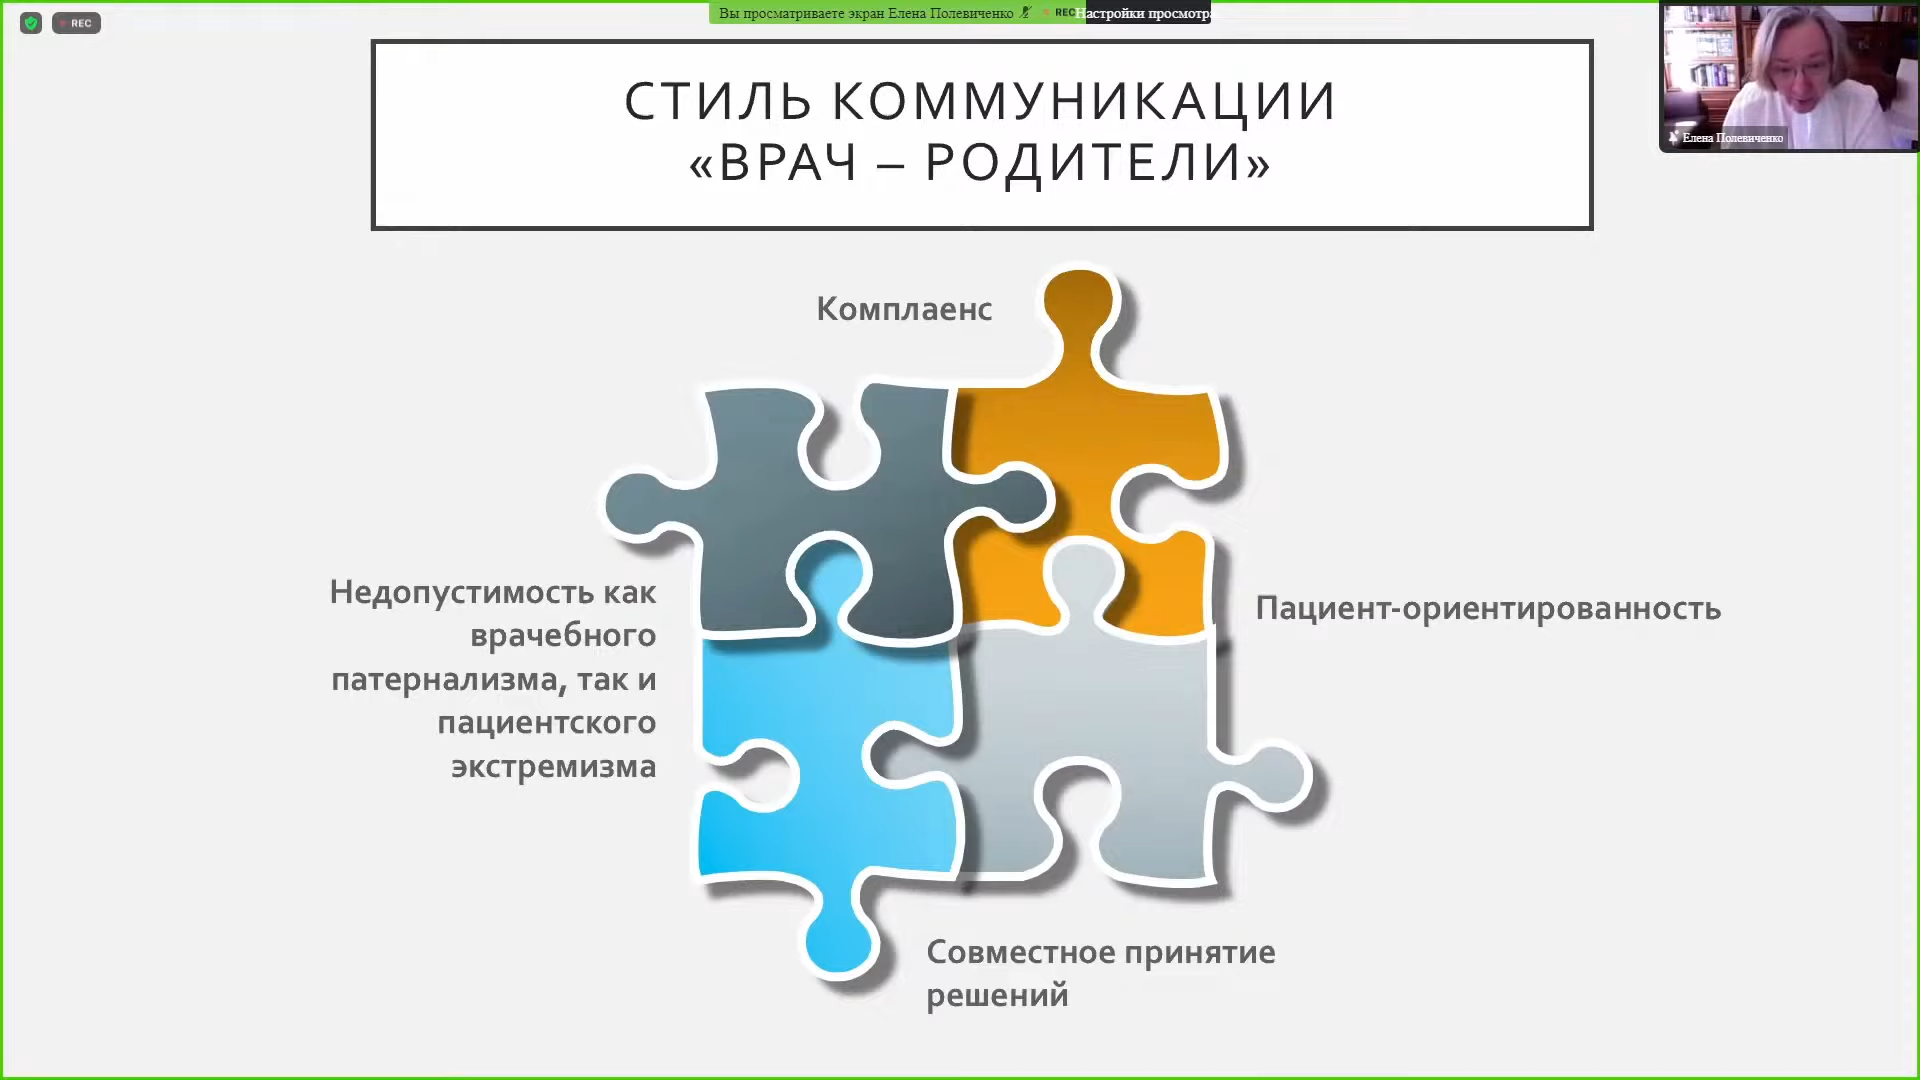 REC
Вы просматриваете экран Елена Полевиченко
REC
Настройки просмотра
СТИЛЬ КОММУНИКАЦИИ
«ВРАЧ – РОДИТЕЛИ»
Елена Полевиченко
Комплаенс
Недопустимость как
врачебного
патернализма, так и
пациентского
экстремизма
Пациент-ориентированность
Совместное принятие
решений